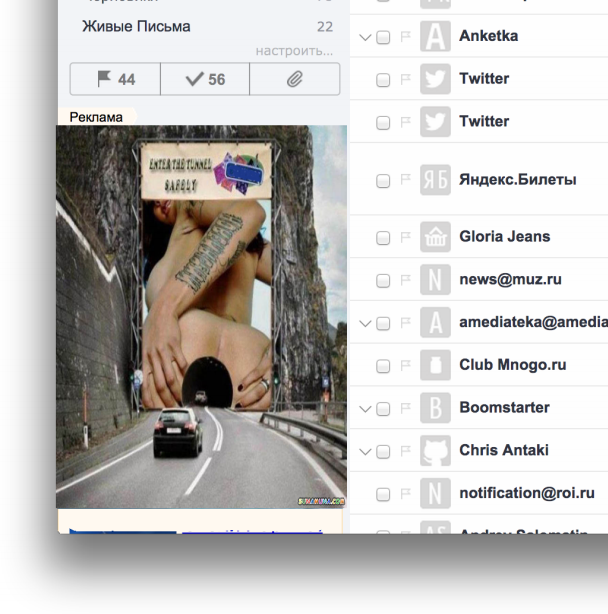 Живые Письма 22
настроить...
44 56
Реклама
ENTER THE TUNNEL
SAFELY
Anketka
Twitter
Twitter
ЯБ Яндекс.Билеты
Gloria Jeans
N news@muz.ru
A amediateka@amedia
Club Mnogo.ru
B Boomstarter
Chris Antaki
N notification@roi.ru